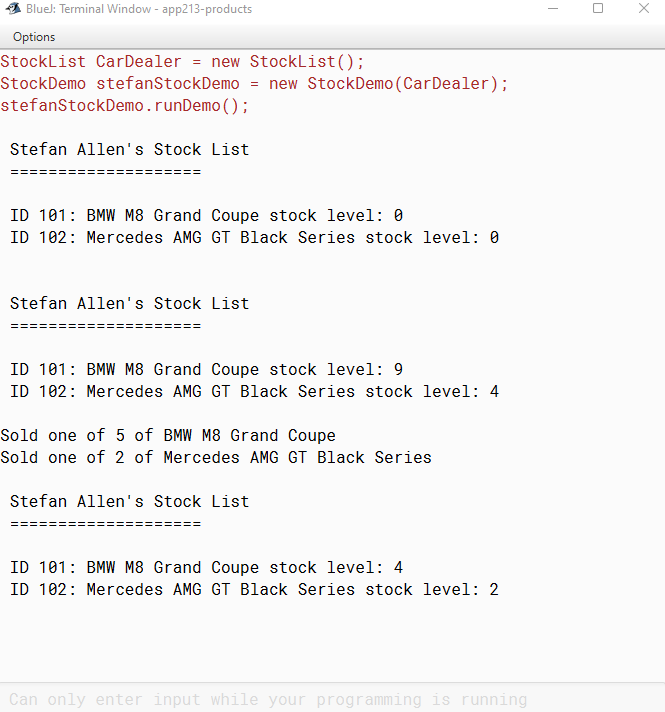 BlueJ: Terminal Window - app213-products
Options
StockList CarDealer = new StockList();
StockDemo stefanStockDemo = new StockDemo(CarDealer);
stefanStockDemo.runDemo();
Stefan Allen's Stock List
====================
ID 101: BMW M8 Grand Coupe stock level: 0
ID 102: Mercedes AMG GT Black Series stock level: 0
Stefan Allen's Stock List
====================
ID 101: BMW M8 Grand Coupe stock level: 9
ID 102: Mercedes AMG GT Black Series stock level: 4
Sold one of 5 of BMW M8 Grand Coupe
Sold one of 2 of Mercedes AMG GT Black Series
Stefan Allen's Stock List
====================
ID 101: BMW M8 Grand Coupe stock level: 4
ID 102: Mercedes AMG GT Black Series stock level: 2
Can only enter input while your programming is running